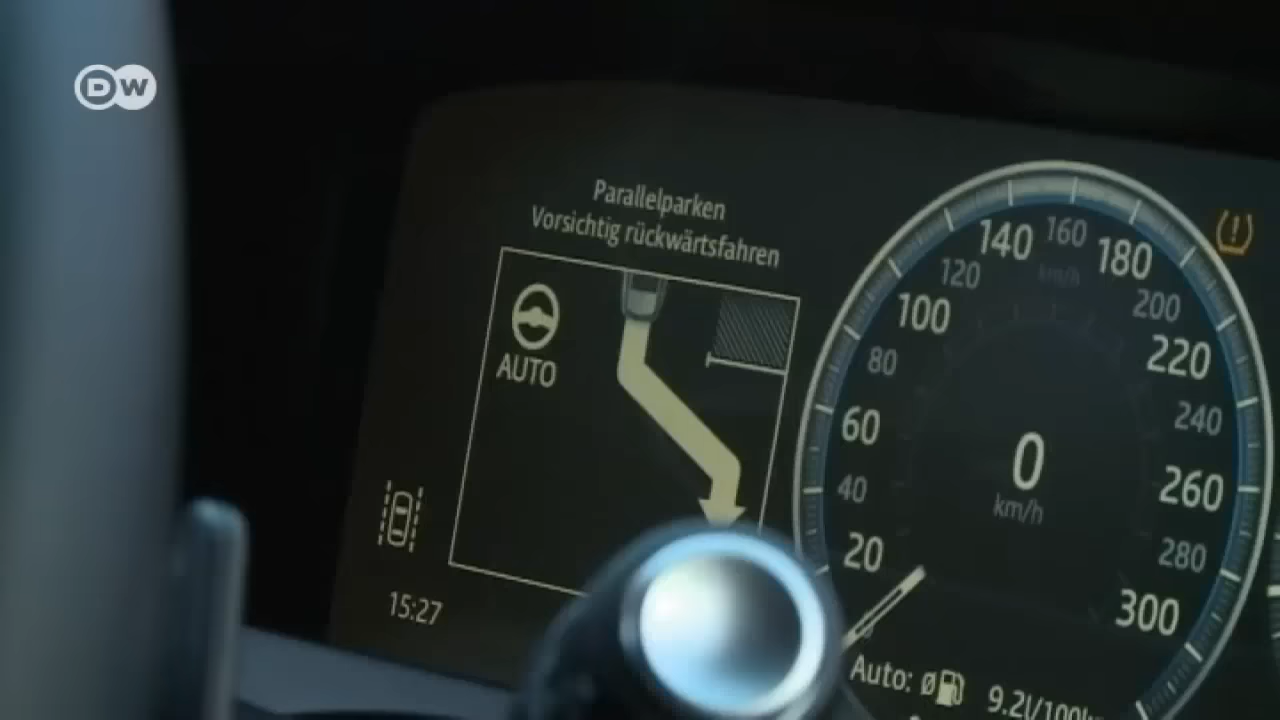 DW
Parallelparken
Vorsichtig rückwärtsfahren
AUTO
15:27
20
40
60
80
100
120
140
160
180
200
220
240
260
280
300
km/h
0
km/h
Auto: Ø
9.2l/100k